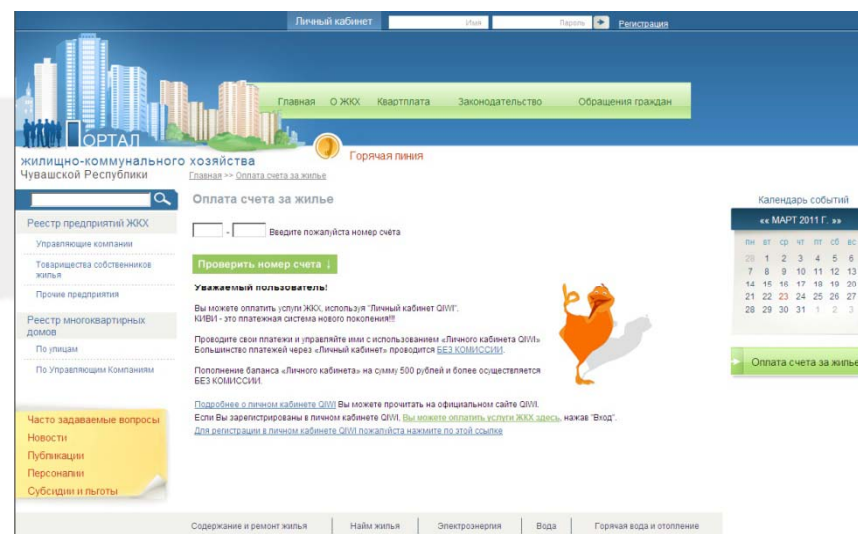 Личный кабинет Имя Пароль Регистрация
Главная О ЖКХ Квартплата Законодательство Обращения граждан
ПОРТАЛ
жилищно-коммунального хозяйства
Чувашской Республики
Горячая линия
Главная >> Оплата счета за жилье
Реестр предприятий ЖКХ
Управляющие компании
Товарищества собственников
жилья
Прочие предприятия
Реестр многоквартирных
домов
По улицам
По Управляющим Компаниям
Часто задаваемые вопросы
Новости
Публикации
Персоналии
Субсидии и льготы
Оплата счета за жилье
- Введите пожалуйста номер счёта
Проверить номер счета ↓
Уважаемый пользователь!
Вы можете оплатить услуги ЖКХ, используя "Личный кабинет QIWI".
КИВИ - это платежная система нового поколения!!!
Проводите свои платежи и управляйте ими с использованием «Личного кабинета QIWI»
Большинство платежей через «Личный кабинет» проводится БЕЗ КОМИССИИ.
Пополнение баланса «Личного кабинета» на сумму 500 рублей и более осуществляется
БЕЗ КОМИССИИ.
Подробнее о личном кабинете QIWI Вы можете прочитать на официальном сайте QIWI.
Если Вы зарегистрированы в личном кабинете QIWI, Вы можете оплатить услуги ЖКХ здесь, нажав "Вход".
Для регистрации в личном кабинете QIWI пожалуйста нажмите по этой ссылке
Календарь событий
«« МАРТ 2011 Г. »»
пн вт ср чт пт сб вс
28 1 2 3 4 5 6
7 8 9 10 11 12 13
14 15 16 17 18 19 20
21 22 23 24 25 26 27
28 29 30 31 1 2 3
Оплата счета за жилье
Содержание и ремонт жилья Найм жилья Электроэнергия Вода Горячая вода и отопление